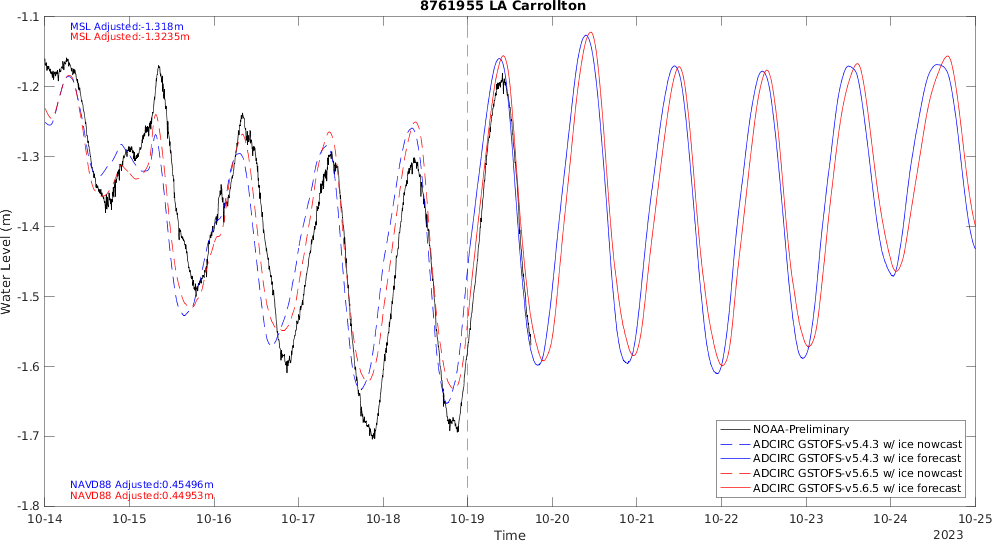 8761955 LA Carrollton
MSL Adjusted:-1.318m
MSL Adjusted:-1.3235m
-1.1
-1.2
-1.3
-1.4
-1.5
-1.6
-1.7
-1.8
Water Level (m)
NOAA-Preliminary
ADCIRC GSTOFS-v5.4.3 w/ ice nowcast
ADCIRC GSTOFS-v5.4.3 w/ ice forecast
ADCIRC GSTOFS-v5.6.5 w/ ice nowcast
ADCIRC GSTOFS-v5.6.5 w/ ice forecast
NAVD88 Adjusted:0.45496m
NAVD88 Adjusted:0.44953m
10-14 10-15 10-16 10-17 10-18 10-19 10-20 10-21 10-22 10-23 10-24 10-25
Time
2023